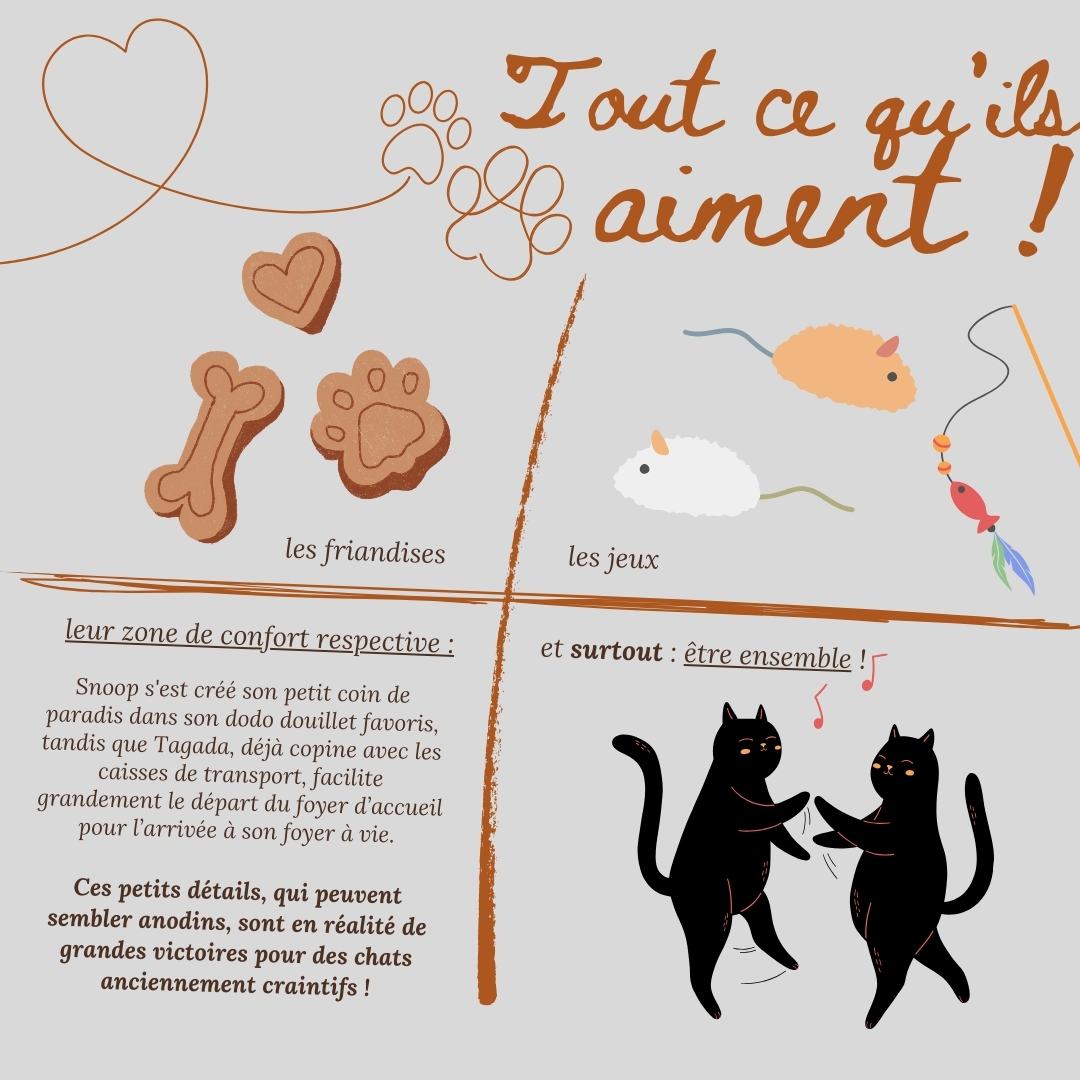 Tout ce qu'ils
aiment !
les friandises
les jeux
leur zone de confort respective :
Snoop s'est créé son petit coin de
paradis dans son dodo douillet favoris,
tandis que Tagada, déjà copine avec les
caisses de transport, facilite
grandement le départ du foyer d’accueil
pour l’arrivée à son foyer à vie.
Ces petits détails, qui peuvent
sembler anodins, sont en réalité de
grandes victoires pour des chats
anciennement craintifs !
et surtout : être ensemble !